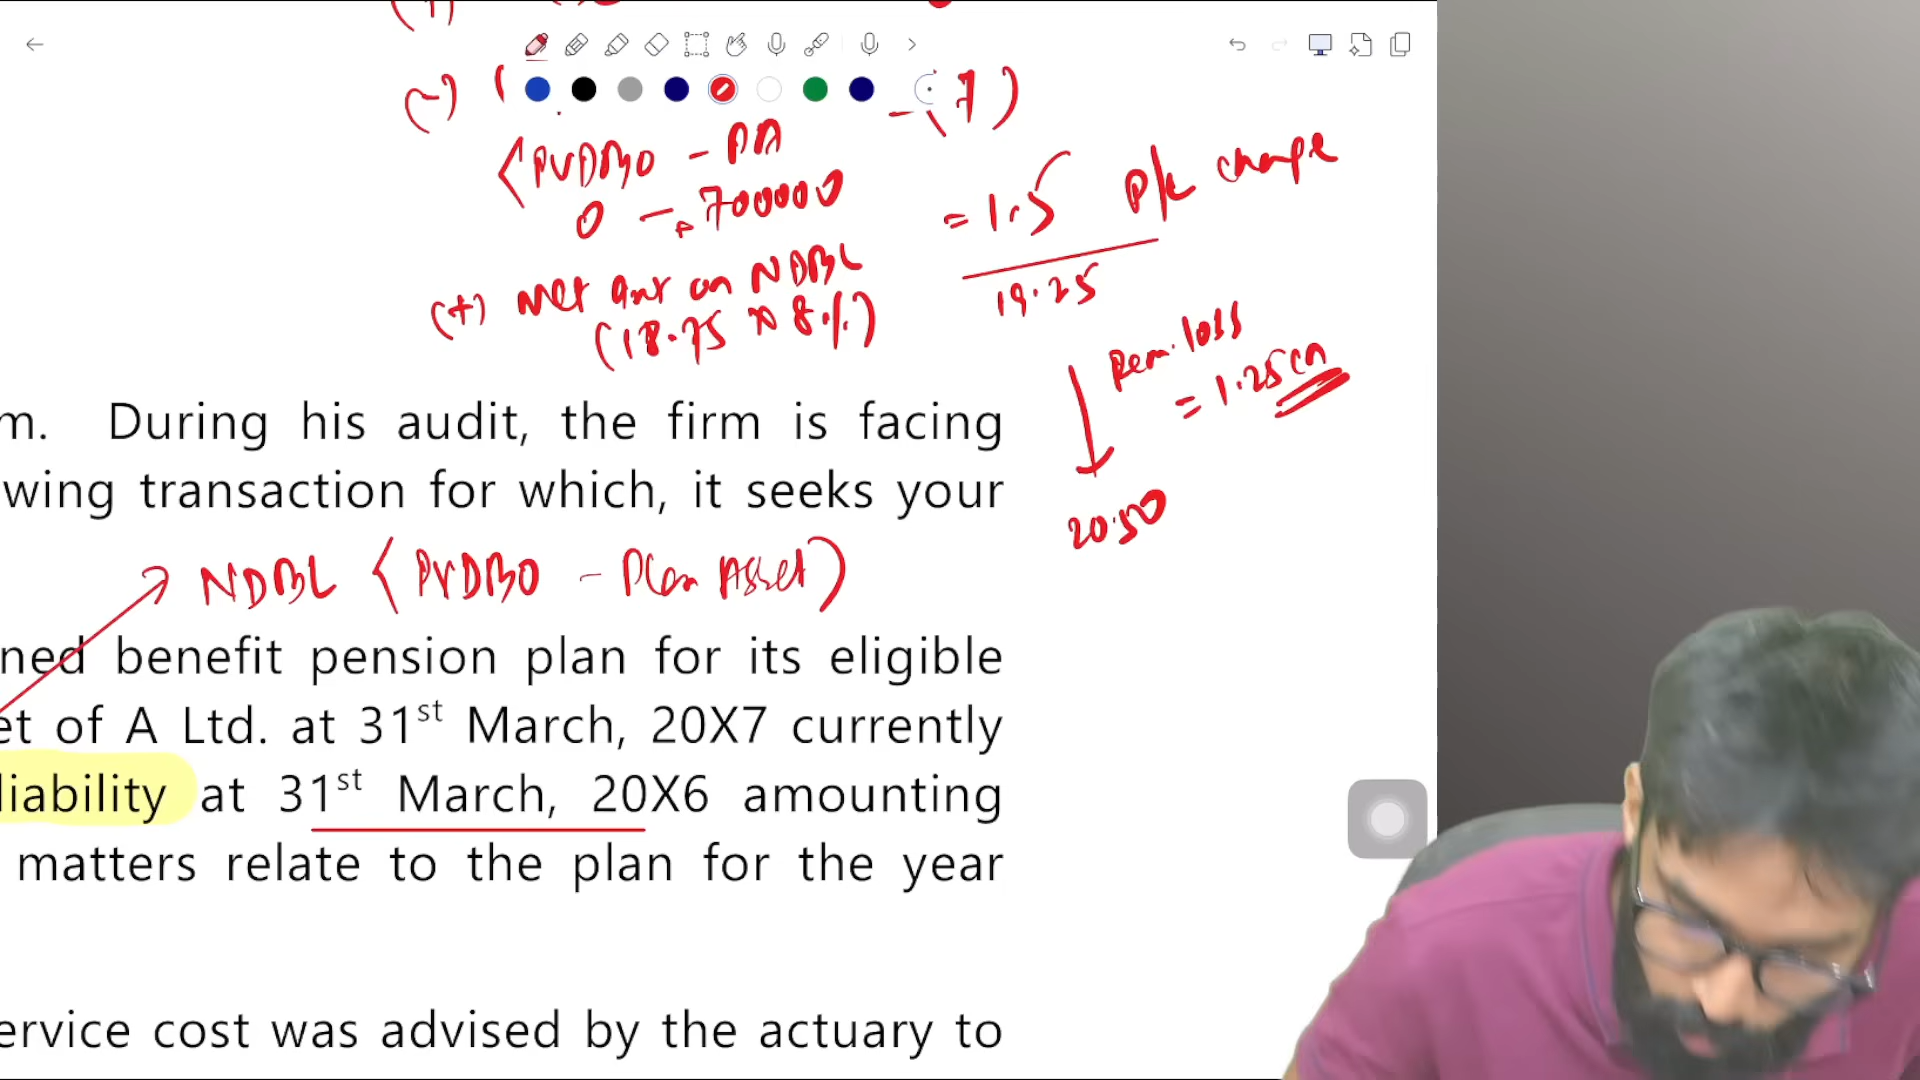 (-)
- (7)
<PVDBO - PA
0 - 700000
= 1.5 P/L charge
(+) Net Int on NDBL
(18.75 × 8%)
19.25
Rem. loss
= 1.25 cr
20.50
m. During his audit, the firm is facing
wing transaction for which, it seeks your
NDBL (PVDBO - Plan Asset)
ned benefit pension plan for its eligible
et of A Ltd. at 31st March, 20X7 currently
liability at 31st March, 20X6 amounting
matters relate to the plan for the year
ervice cost was advised by the actuary to